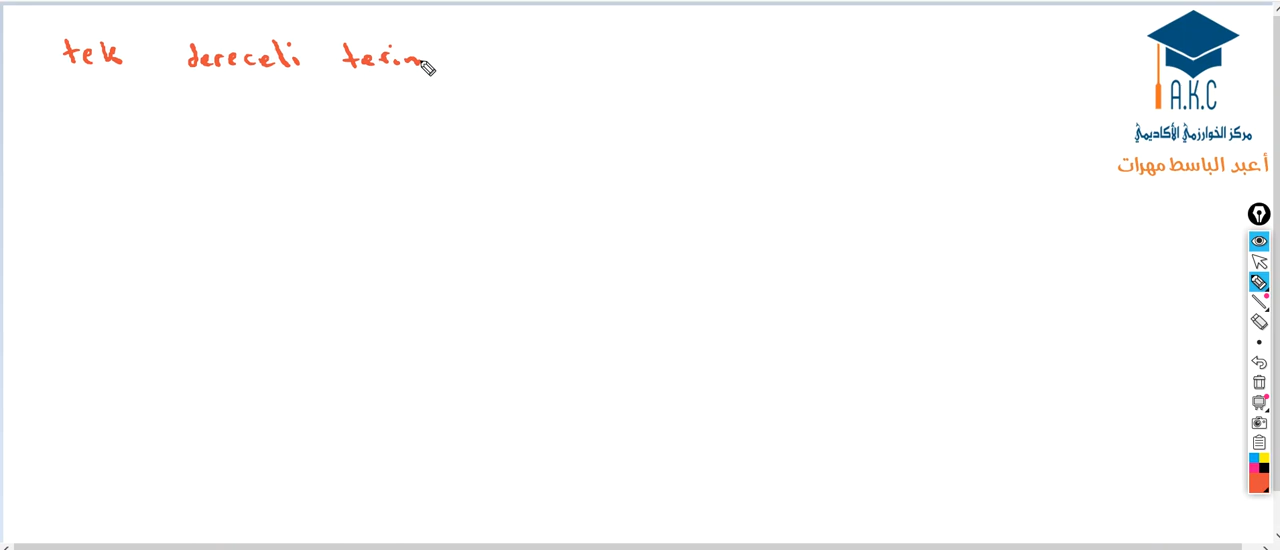 tek dereceli terim
A.K.C
مركز الخوارزمي الأكاديمي
أ عبد الباسط مهرات